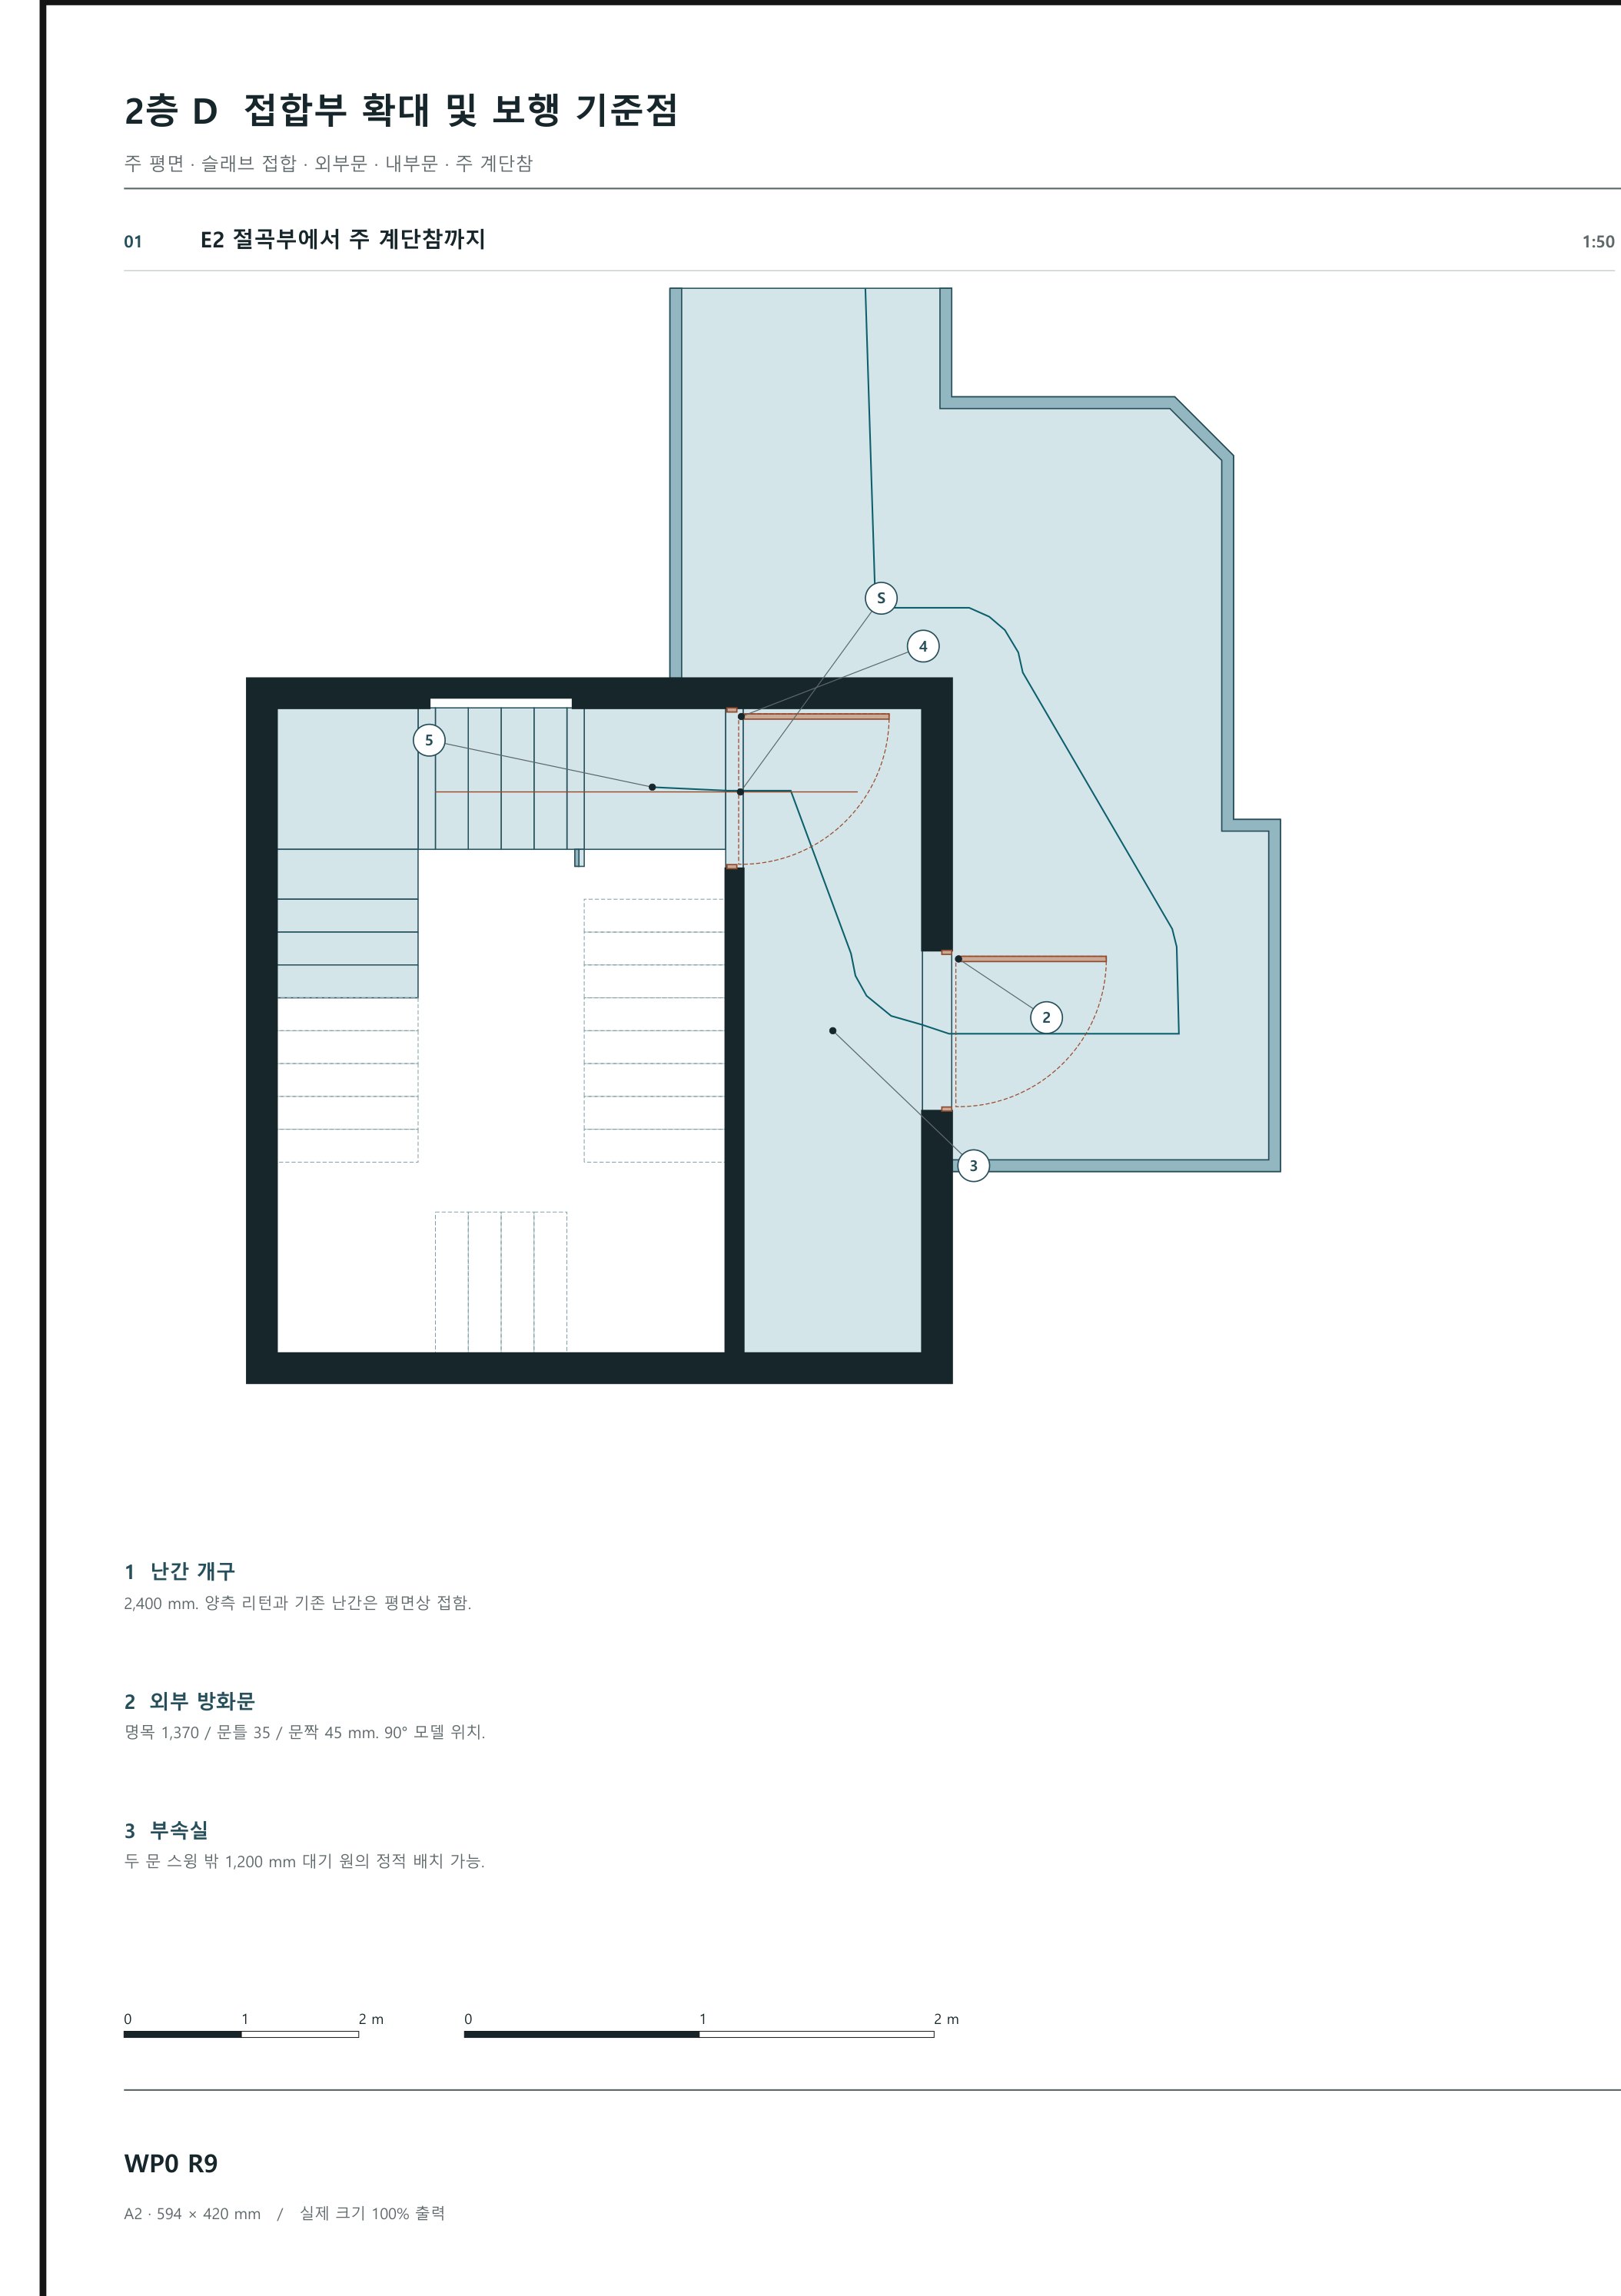 2층 D 접합부 확대 및 보행 기준점
주 평면 · 슬래브 접합 · 외부문 · 내부문 · 주 계단참
01 E2 절곡부에서 주 계단참까지 1:50
S
4
5
2
3
1 난간 개구
2,400 mm. 양측 리턴과 기존 난간은 평면상 접함.
2 외부 방화문
명목 1,370 / 문틀 35 / 문짝 45 mm. 90° 모델 위치.
3 부속실
두 문 스윙 밖 1,200 mm 대기 원의 정적 배치 가능.
0 1 2 m 0 1 2 m
WP0 R9
A2 · 594 × 420 mm / 실제 크기 100% 출력